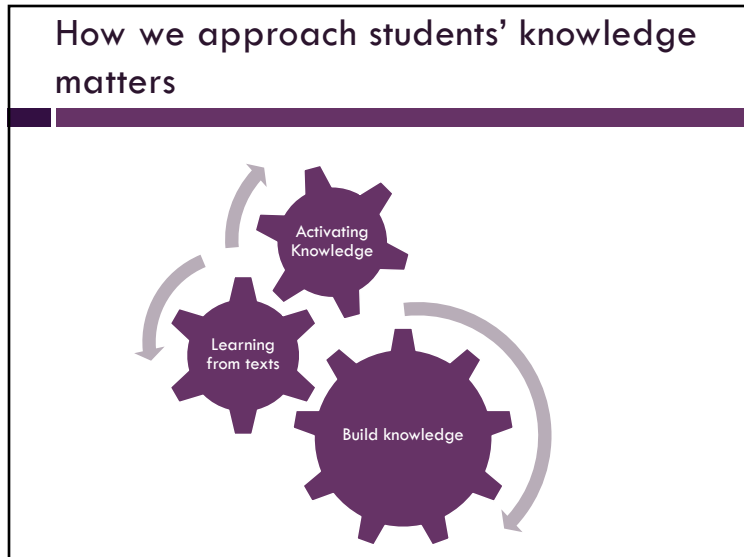 How we approach students’ knowledge
matters
Activating
Knowledge
Learning
from texts
Build knowledge